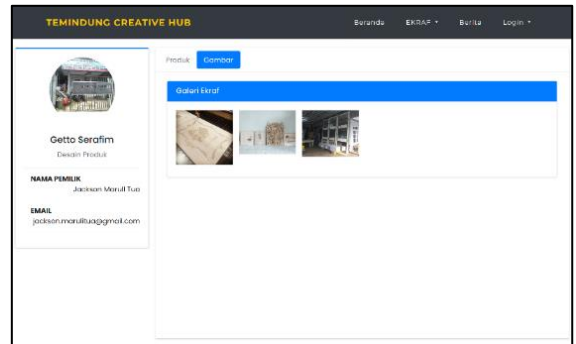 TEMINDUNG CREATIVE HUB
Beranda EKRAF Berita Login
Produk Gambar
Galeri Ekraf
Getto Serafim
Desain Produk
NAMA PEMILIK
Jackson Maruli Tua
EMAIL
jackson.marulitua@gmail.com